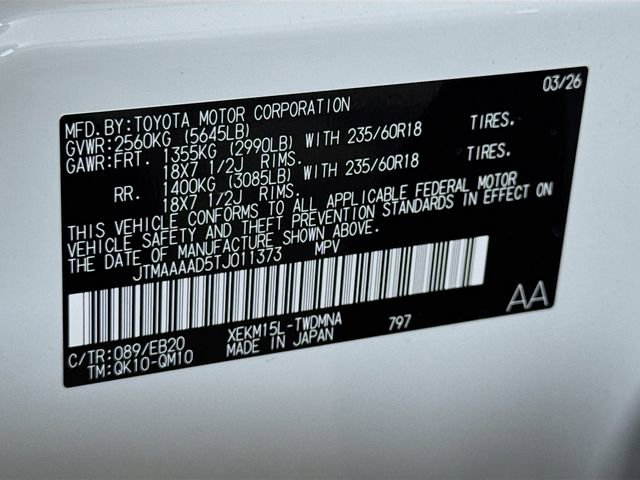 03/26
MFD.BY:TOYOTA MOTOR CORPORATION
GVWR:2560KG (5645LB)
GAWR:FRT. 1355KG (2990LB) WITH 235/60R18 TIRES.
18X7 1/2J RIMS.
RR. 1400KG (3085LB) WITH 235/60R18 TIRES.
18X7 1/2J RIMS.
THIS VEHICLE CONFORMS TO ALL APPLICABLE FEDERAL MOTOR
VEHICLE SAFETY AND THEFT PREVENTION STANDARDS IN EFFECT ON
THE DATE OF MANUFACTURE SHOWN ABOVE.
JTMAAAAD5TJ011373 MPV
C/TR:089/EB20 XEKM15L-TWDMNA 797 AA
TM:QK10-QM10 MADE IN JAPAN